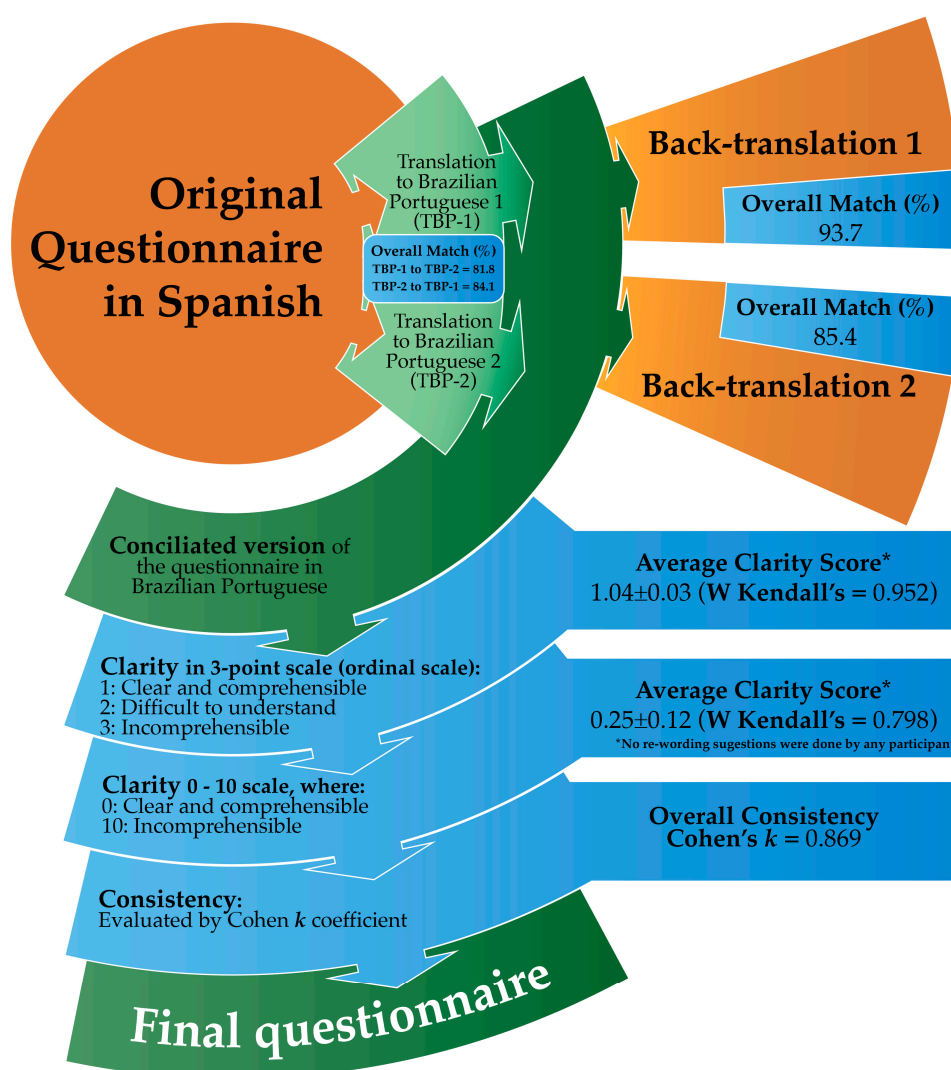 Original
Questionnaire
in Spanish
Translation
to Brazilian
Portuguese 1
(TBP-1)
Overall Match (%)
TBP-1 to TBP-2 = 81.8
TBP-2 to TBP-1 = 84.1
Translation
to Brazilian
Portuguese 2
(TBP-2)
Back-translation 1
Overall Match (%)
93.7
Overall Match (%)
85.4
Back-translation 2
Conciliated version of
the questionnaire in
Brazilian Portuguese
Clarity in 3-point scale (ordinal scale):
1: Clear and comprehensible
2: Difficult to understand
3: Incomprehensible
Average Clarity Score*
1.04±0.03 (W Kendall's = 0.952)
Clarity 0 - 10 scale, where:
0: Clear and comprehensible
10: Incomprehensible
Average Clarity Score*
0.25±0.12 (W Kendall's = 0.798)
*No re-wording sugestions were done by any participan
Consistency:
Evaluated by Cohen k coefficient
Overall Consistency
Cohen's k = 0.869
Final questionnaire